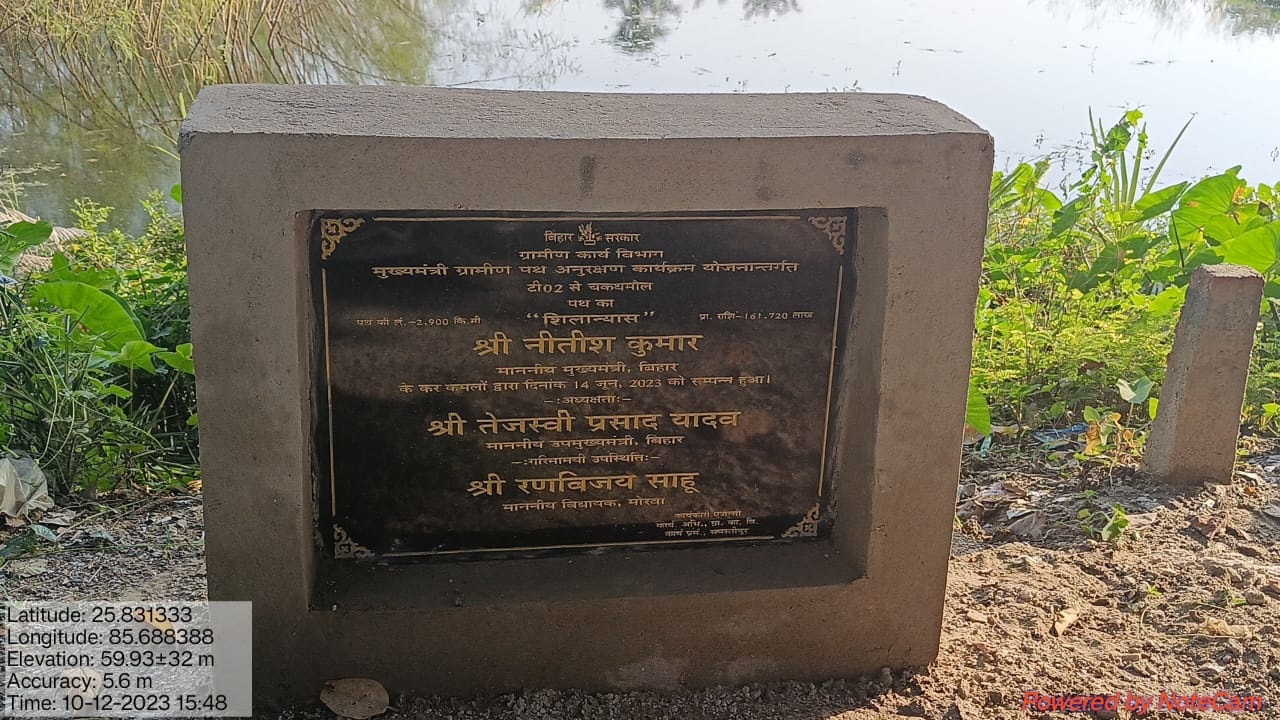 बिहार सरकार
ग्रामीण कार्य विभाग
मुख्यमंत्री ग्रामीण पथ अनुरक्षण कार्यक्रम योजनान्तर्गत
टी02 से चकथमौल
पथ का
पथ की लं.-2.900 कि.मी "शिलान्यास" प्रा. राशि-161.720 लाख
श्री नीतीश कुमार
माननीय मुख्यमंत्री, बिहार
के कर कमलों द्वारा दिनांक 14 जून, 2023 को सम्पन्न हुआ।
-:अध्यक्षता:-
श्री तेजस्वी प्रसाद यादव
माननीय उपमुख्यमंत्री, बिहार
-:गरिमामयी उपस्थिति:-
श्री रणविजय साहू
माननीय विधायक, मोरवा
कार्यकारी एजेन्सी
कार्य. अभि., ग्रा. का. वि.
कार्य प्रम., समस्तीपुर
Latitude: 25.831333
Longitude: 85.688388
Elevation: 59.93±32 m
Accuracy: 5.6 m
Time: 10-12-2023 15:48
Powered by NoteCam